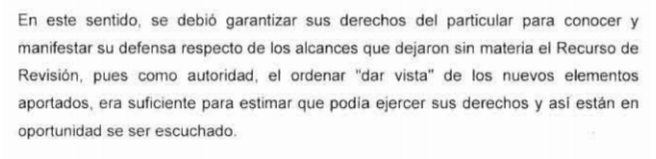 En este sentido, se debió garantizar sus derechos del particular para conocer y
manifestar su defensa respecto de los alcances que dejaron sin materia el Recurso de
Revisión, pues como autoridad, el ordenar "dar vista" de los nuevos elementos
aportados, era suficiente para estimar que podía ejercer sus derechos y así están en
oportunidad se ser escuchado.